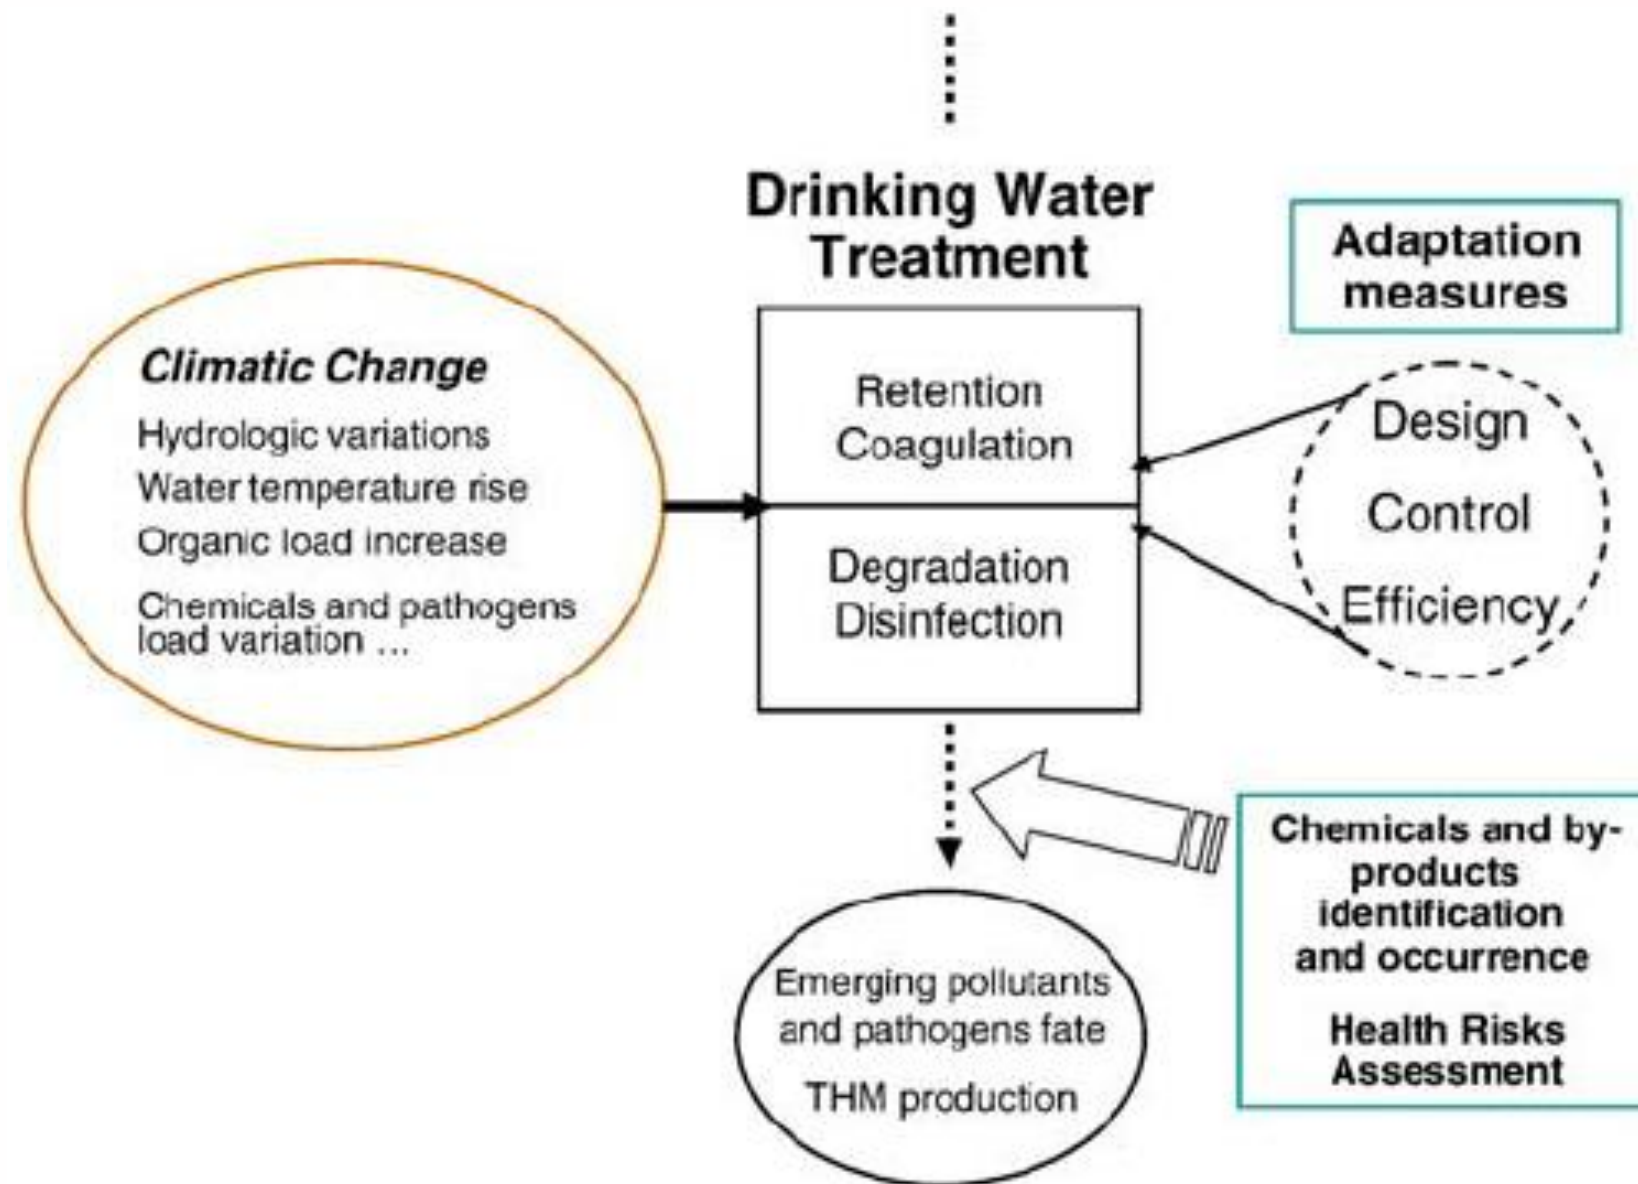 Drinking Water
Treatment
Adaptation
measures
Climatic Change
Hydrologic variations
Water temperature rise
Organic load increase
Chemicals and pathogens
load variation ...
Retention
Coagulation
Degradation
Disinfection
Design
Control
Efficiency
Chemicals and by-
products
identification
and occurrence
Health Risks
Assessment
Emerging pollutants
and pathogens fate
THM production